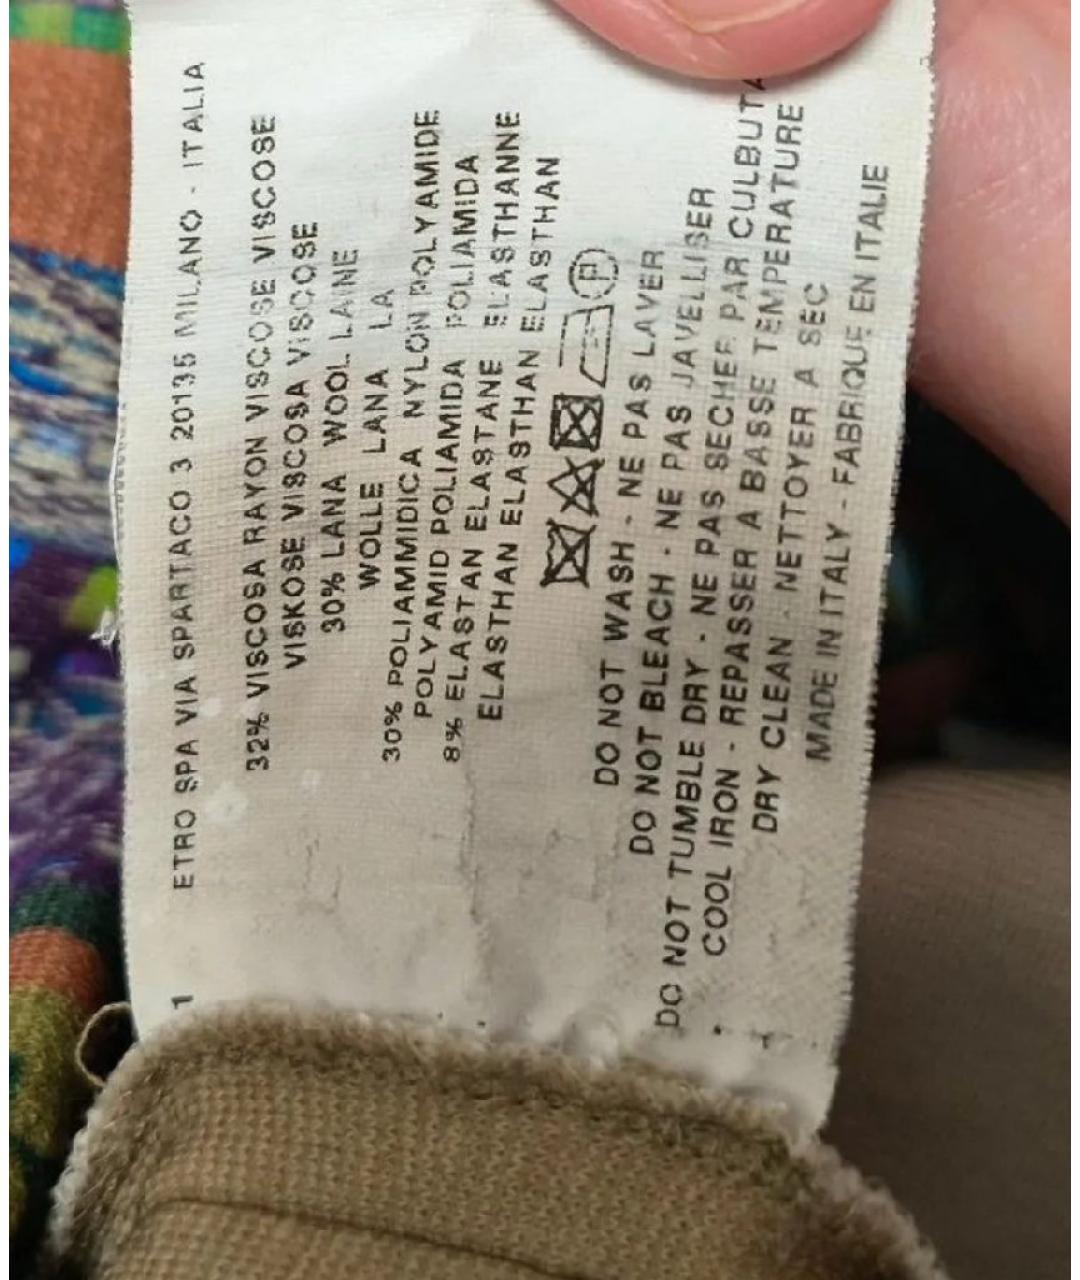 1 ETRO SPA VIA SPARTACO 3 20135 MILANO - ITALIA
32% VISCOSA RAYON VISCOSE VISCOSE
VISKOSE VISCOSA VISCOSE
30% LANA WOOL LAINE
WOLLE LANA LA
30% POLIAMMIDICA NYLON POLYAMIDE
POLYAMID POLIAMIDA POLIAMIDA
8% ELASTAN ELASTANE ELASTHANNE
ELASTHAN ELASTHAN ELASTHAN
P
DO NOT WASH - NE PAS LAVER
DO NOT BLEACH - NE PAS JAVELLISER
DO NOT TUMBLE DRY - NE PAS SECHER PAR CULBUTA
COOL IRON - REPASSER A BASSE TEMPERATURE
DRY CLEAN - NETTOYER A SEC
MADE IN ITALY - FABRIQUE EN ITALIE